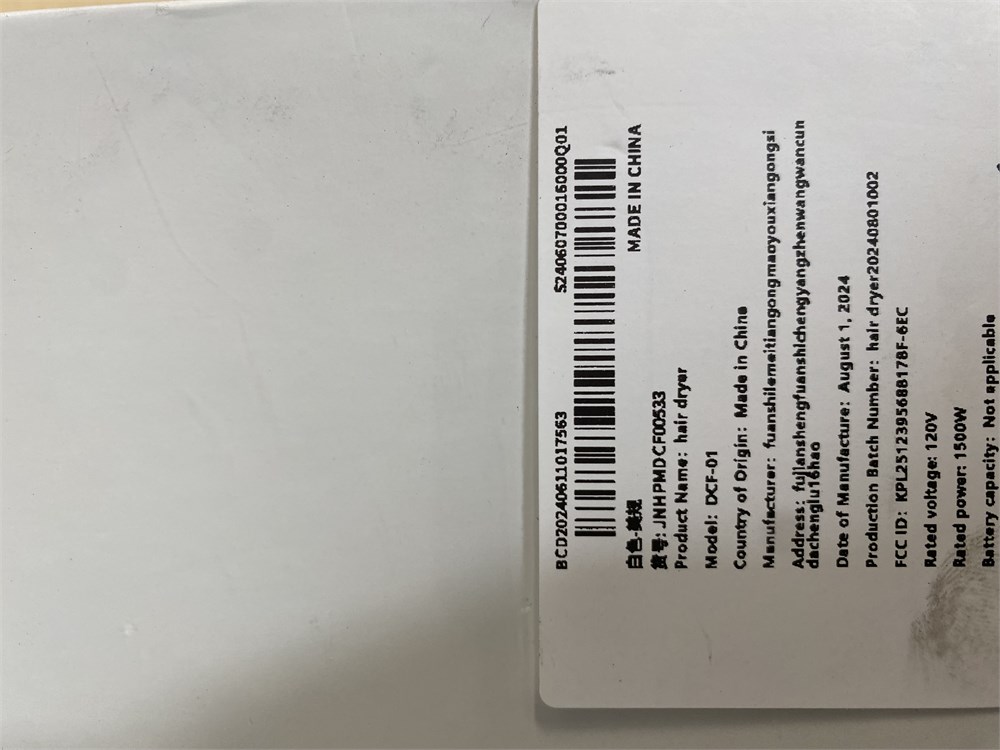 BCD20240611017563 S24060700016000Q01
白色-美规 MADE IN CHINA
货号: JNHPMDCF00533
Product Name: hair dryer
Model: DCF-01
Country of Origin: Made in China
Manufacturer: fuanshilemeitiangongmaoyouxiangongsi
Address: fujianshengfuanshichengyangzhenwangwancun
dachenglu16hao
Date of Manufacture: August 1, 2024
Production Batch Number: hair dryer20240801002
FCC ID: KPL25123956881​78F-6EC
Rated voltage: 120V
Rated power: 1500W
Battery capacity: Not applicable